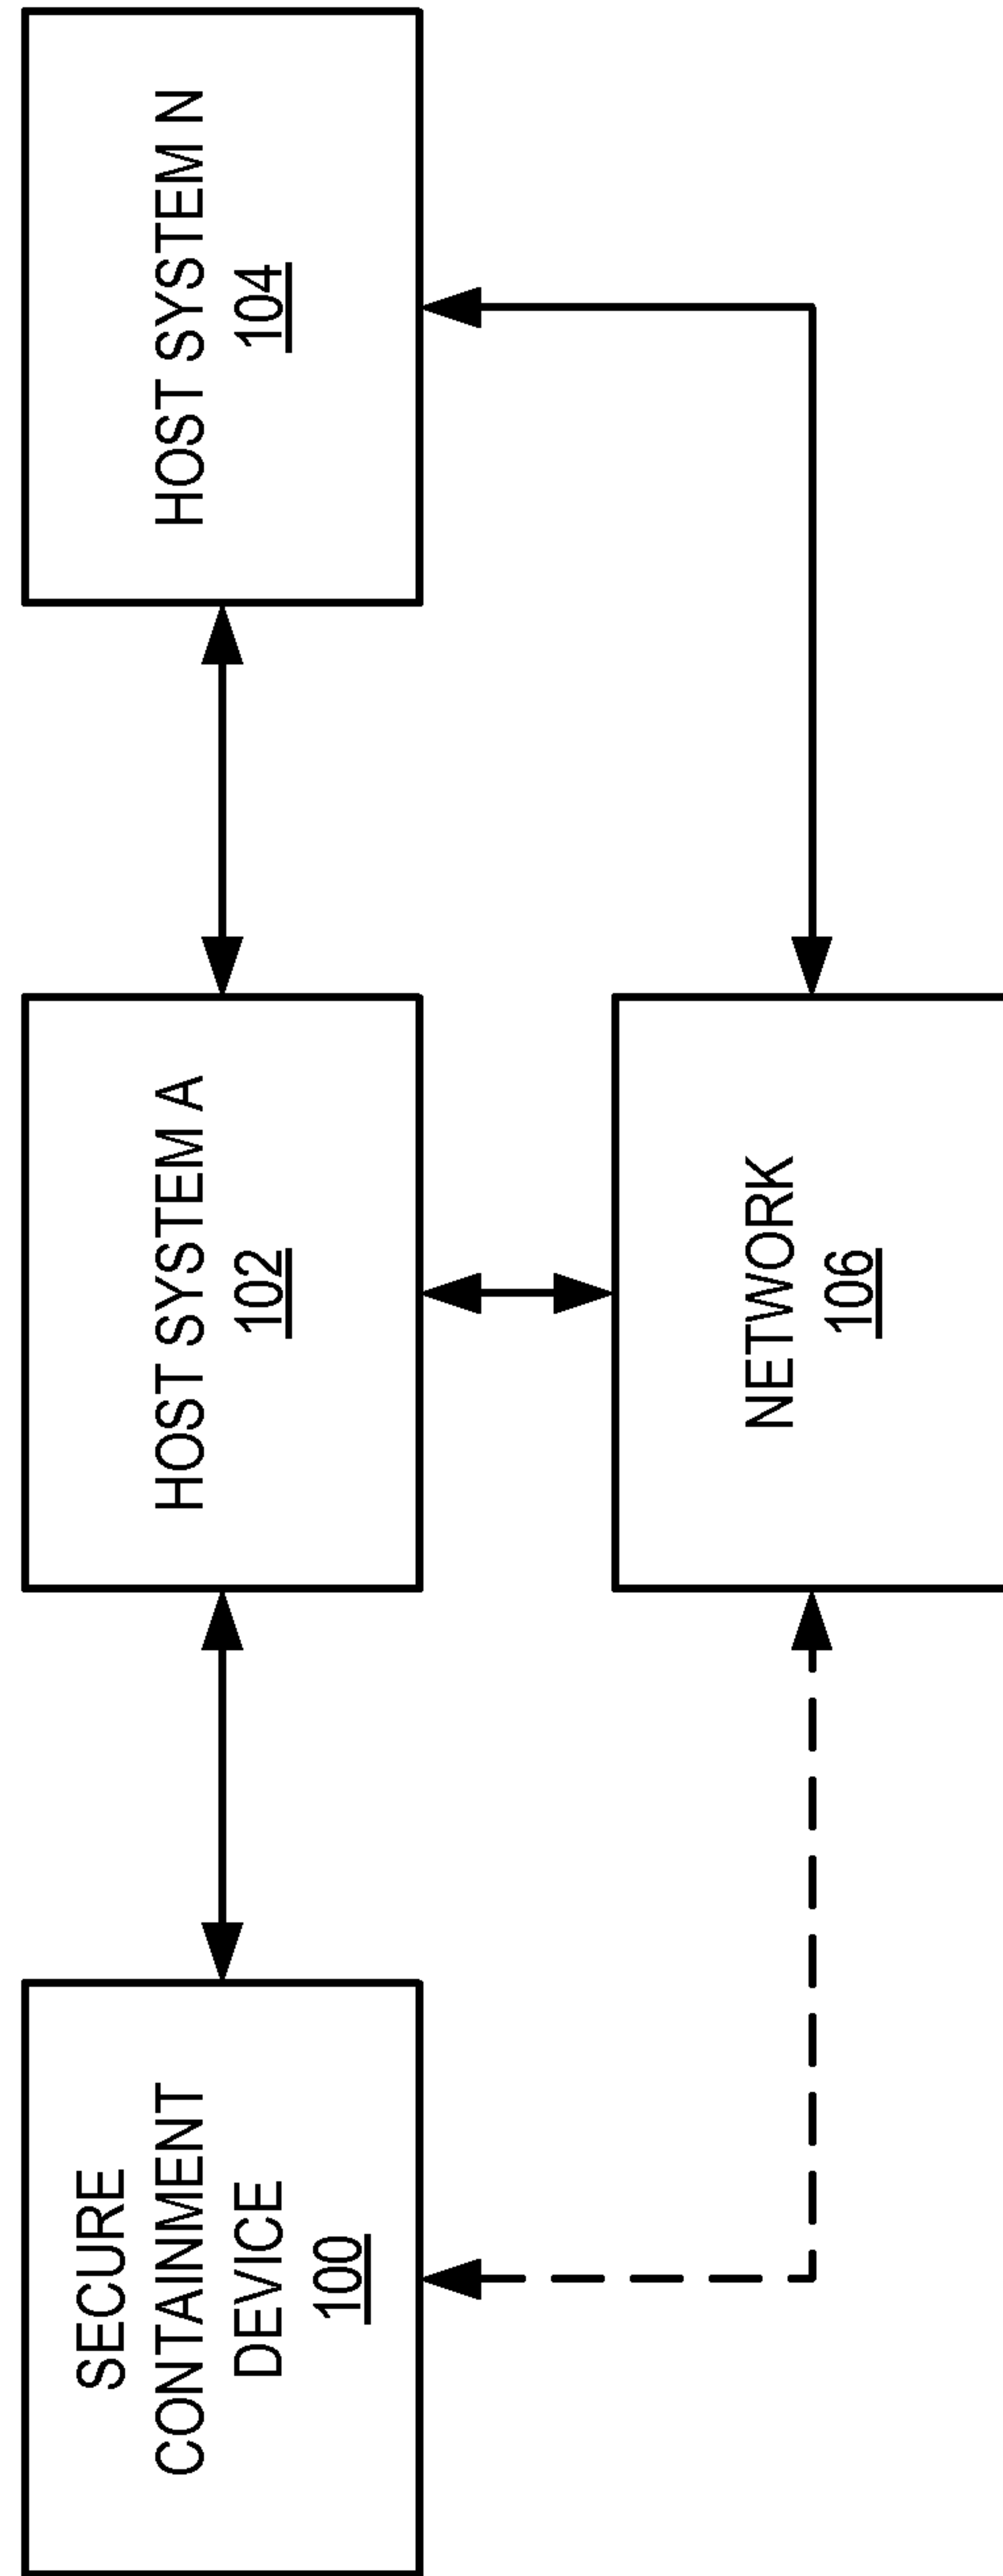 SECURE
CONTAINMENT
DEVICE
100
HOST SYSTEM A
102
HOST SYSTEM N
104
NETWORK
106